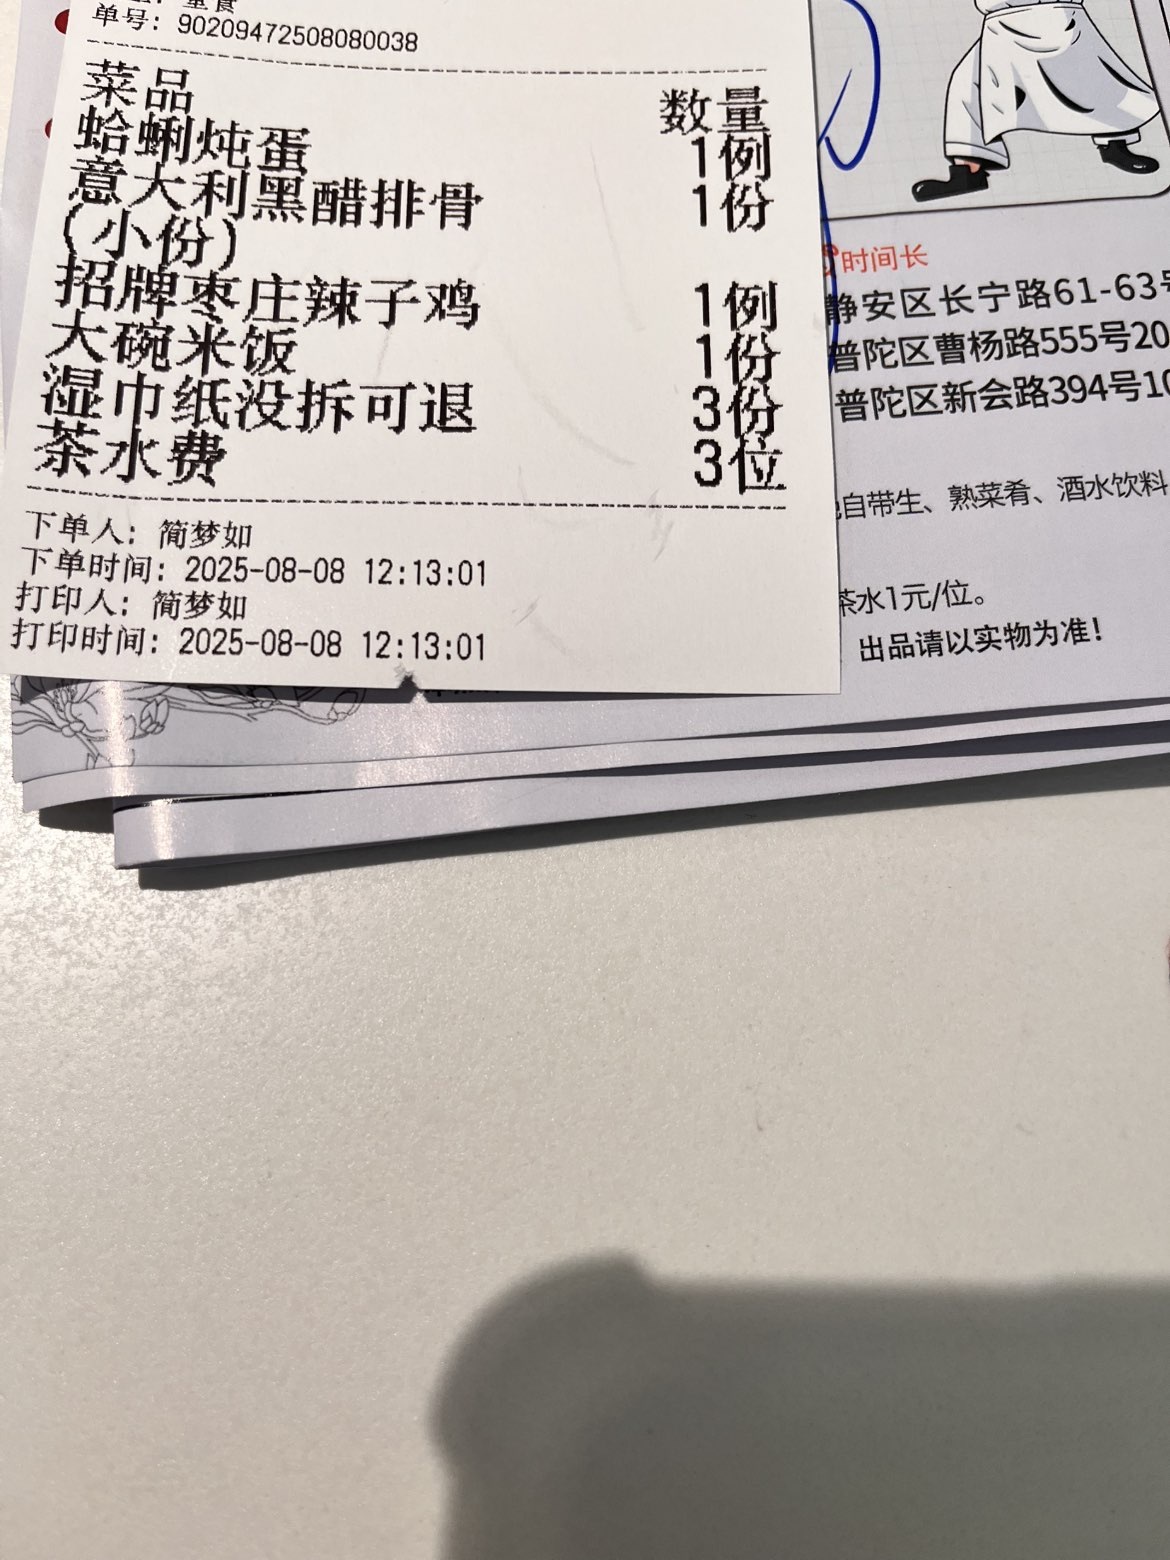 单号: 90209472508080038
菜品 数量
蛤蜊炖蛋 1例
意大利黑醋排骨 1份
(小份)
招牌枣庄辣子鸡 1例
大碗米饭 1份
湿巾纸没拆可退 3份
茶水费 3位
下单人: 简梦如
下单时间: 2025-08-08 12:13:01
打印人: 简梦如
打印时间: 2025-08-08 12:13:01
时间长
静安区长宁路61-63号
普陀区曹杨路555号20
普陀区新会路394号10
自带生、熟菜肴、酒水饮料
茶水1元/位。
出品请以实物为准!